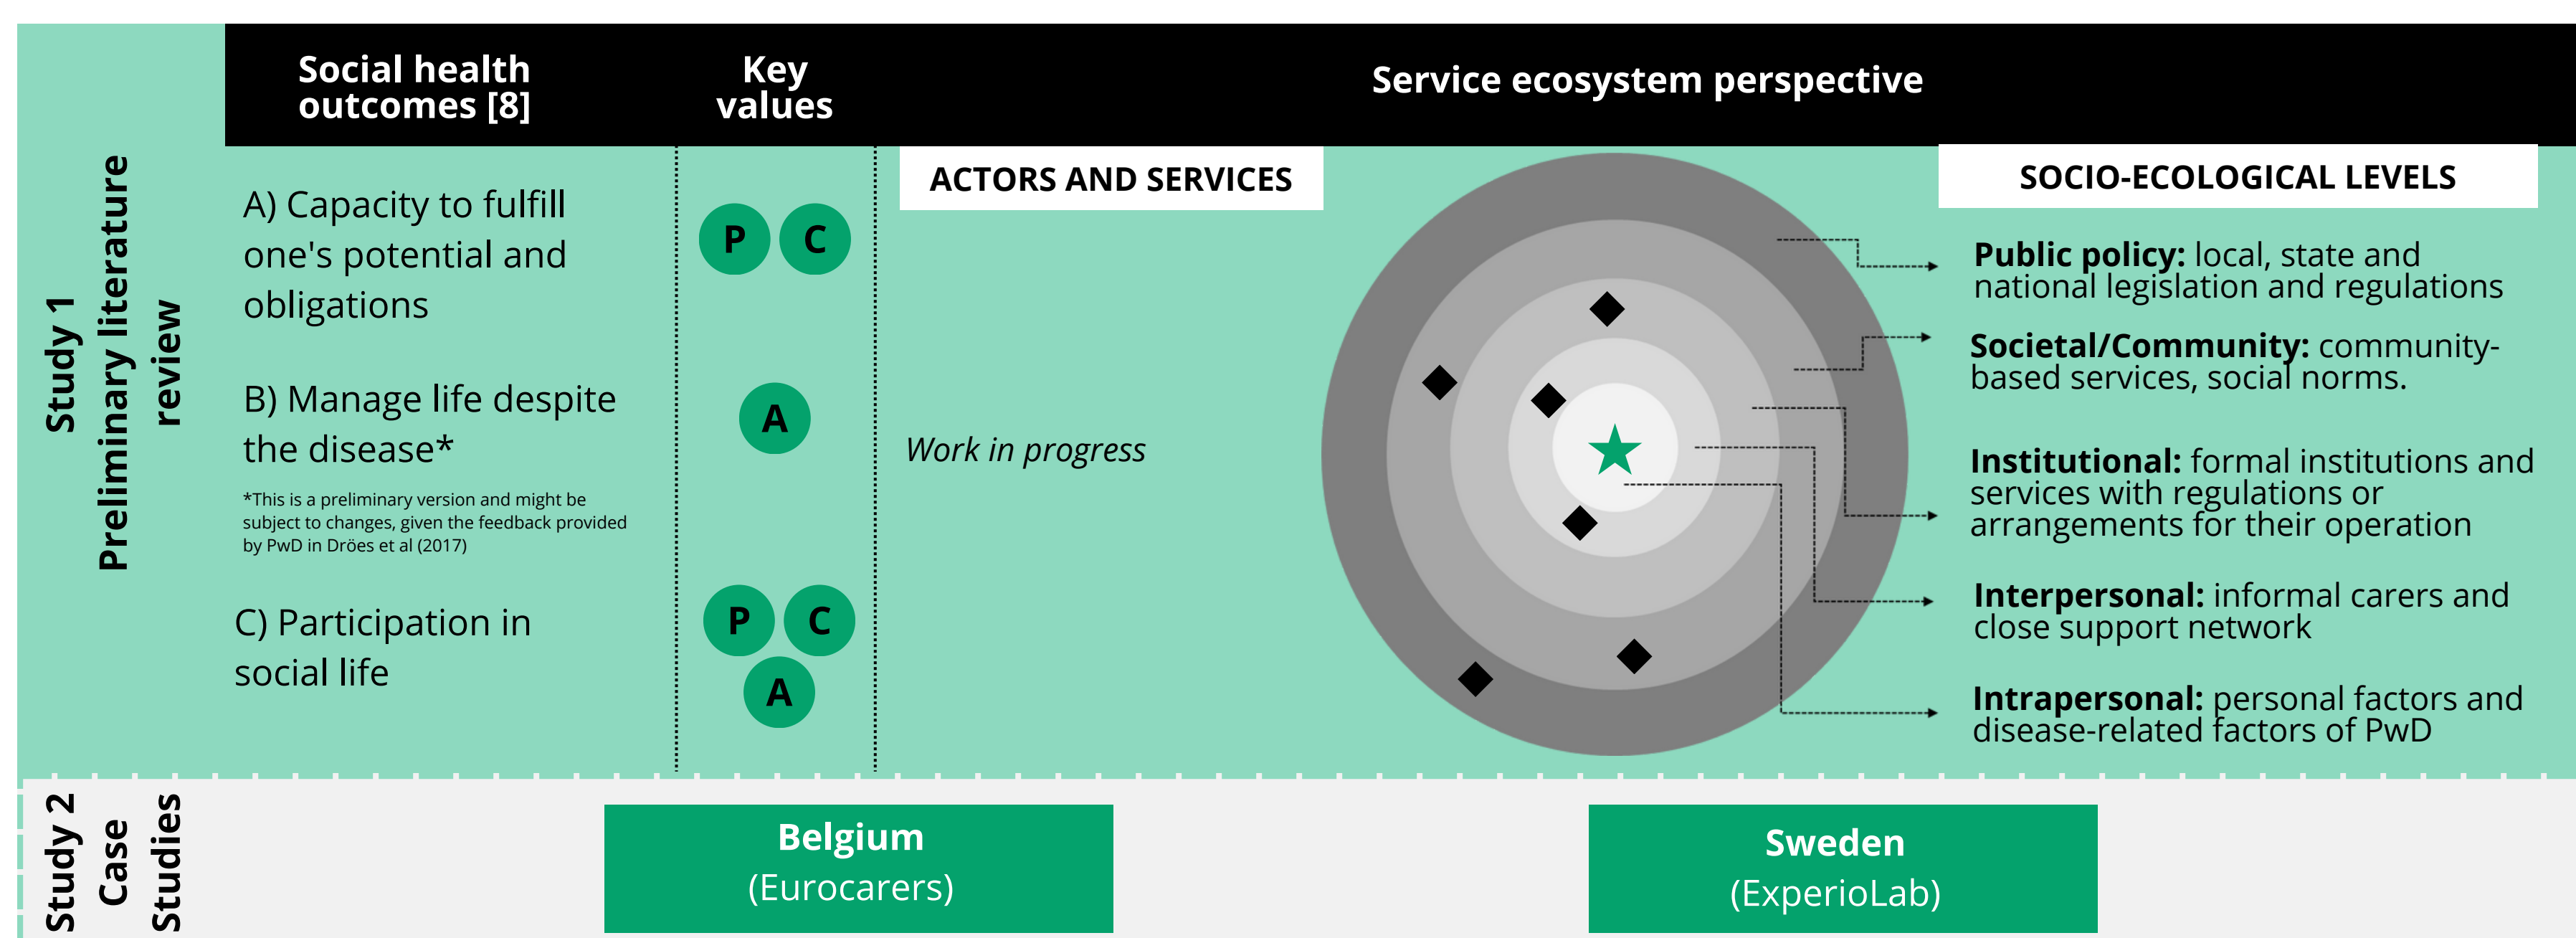 Social health
outcomes [8]
Key
values
Service ecosystem perspective
Study 1
Preliminary literature
review
A) Capacity to fulfill
one's potential and
obligations
P C
B) Manage life despite
the disease*
A
*This is a preliminary version and might be
subject to changes, given the feedback provided
by PwD in Dröes et al (2017)
C) Participation in
social life
P C
A
ACTORS AND SERVICES
Work in progress
SOCIO-ECOLOGICAL LEVELS
Public policy: local, state and
national legislation and regulations
Societal/Community: community-
based services, social norms.
Institutional: formal institutions and
services with regulations or
arrangements for their operation
Interpersonal: informal carers and
close support network
Intrapersonal: personal factors and
disease-related factors of PwD
Study 2
Case
Studies
Belgium
(Eurocarers)
Sweden
(ExperioLab)